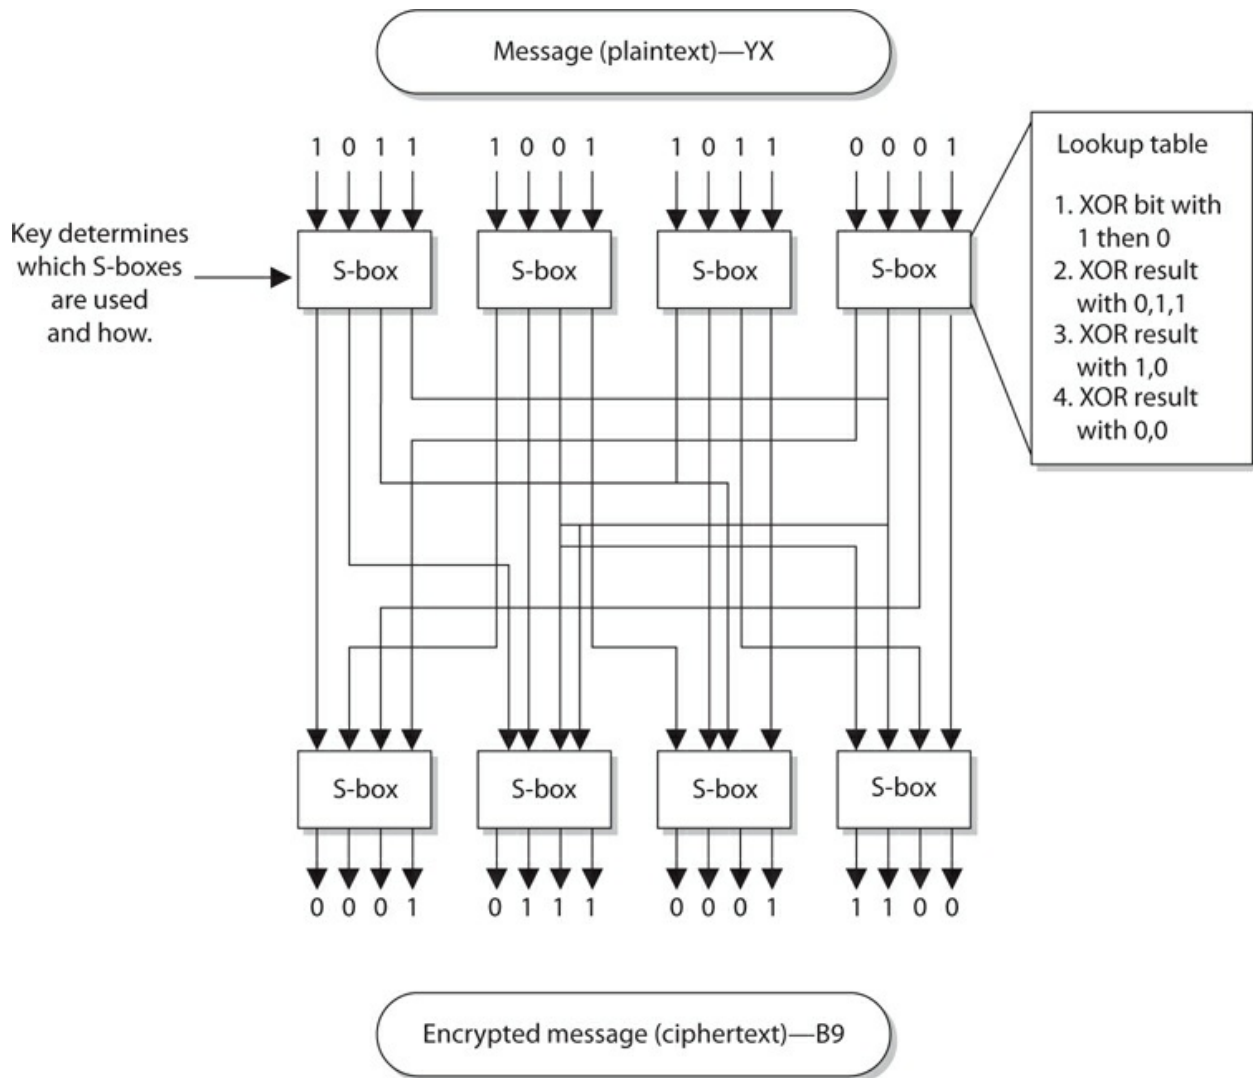 Message (plaintext)—YX
1 0 1 1 1 0 0 1 1 0 1 1 0 0 0 1
Key determines
which S-boxes
are used
and how.
S-box S-box S-box S-box
Lookup table
1. XOR bit with
1 then 0
2. XOR result
with 0,1,1
3. XOR result
with 1,0
4. XOR result
with 0,0
S-box S-box S-box S-box
0 0 0 1 0 1 1 1 0 0 0 1 1 1 0 0
Encrypted message (ciphertext)—B9